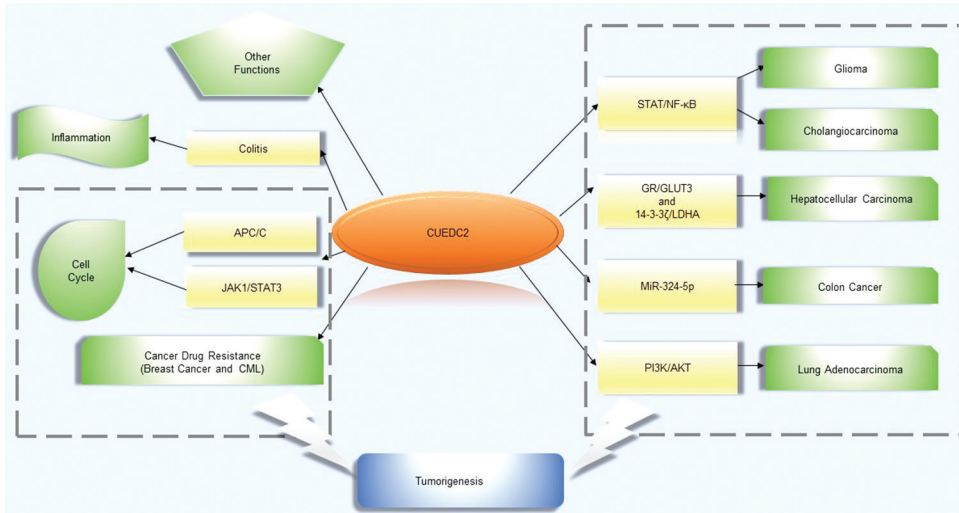 Other
Functions
Inflammation
Colitis
APC/C
Cell
Cycle
JAK1/STAT3
Cancer Drug Resistance
(Breast Cancer and CML)
CUEDC2
STAT/NF-κB
Glioma
Cholangiocarcinoma
GR/GLUT3
and
14-3-3ζ/LDHA
Hepatocellular Carcinoma
MiR-324-5p
Colon Cancer
PI3K/AKT
Lung Adenocarcinoma
Tumorigenesis